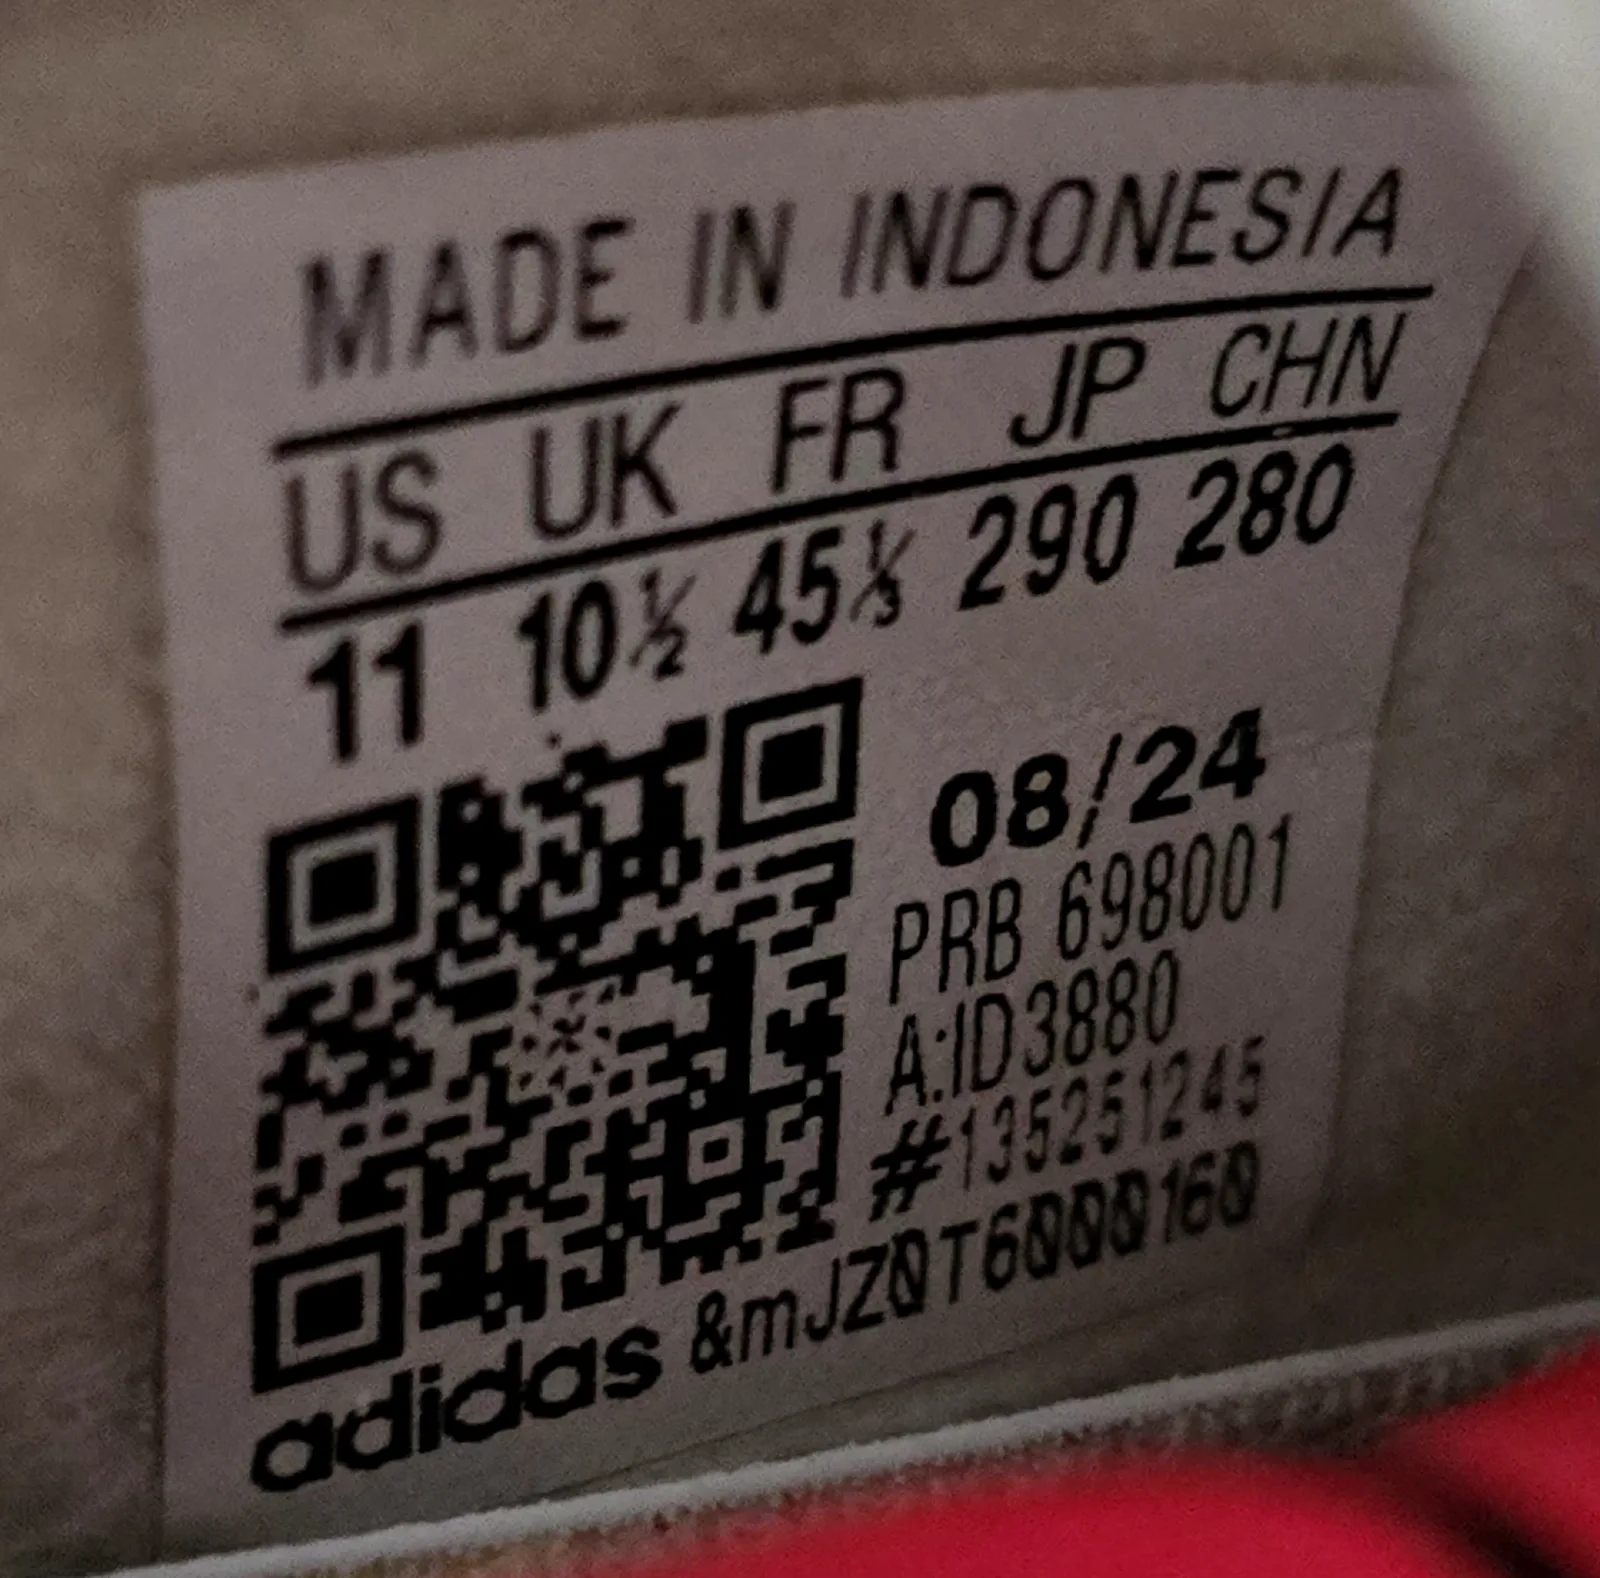 MADE IN INDONESIA
US UK FR JP CHN
11 10½ 45⅓ 290 280
08/24
PRB 698001
A:ID3880
#135251245
adidas &mJZ0T6000160